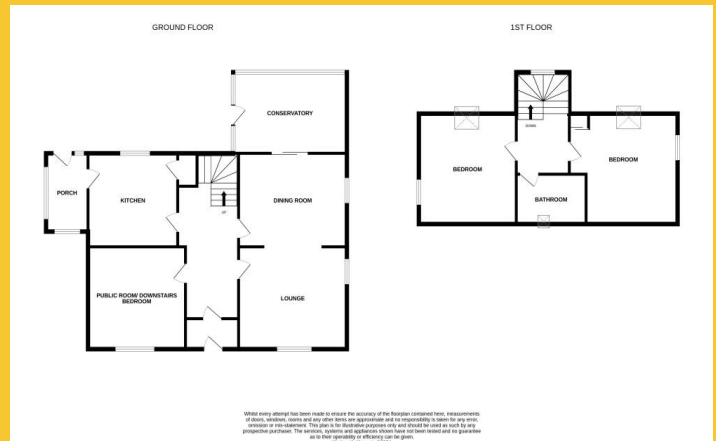 GROUND FLOOR
1ST FLOOR
CONSERVATORY
PORCH
KITCHEN
DINING ROOM
UP
PUBLIC ROOM/ DOWNSTAIRS
BEDROOM
LOUNGE
DOWN
BEDROOM
BEDROOM
BATHROOM
Whilst every attempt has been made to ensure the accuracy of the floorplan contained here, measurements
of doors, windows, rooms and any other items are approximate and no responsibility is taken for any error,
omission or mis-statement. This plan is for illustrative purposes only and should be used as such by any
prospective purchaser. The services, systems and appliances shown have not been tested and no guarantee
as to their operability or efficiency can be given.